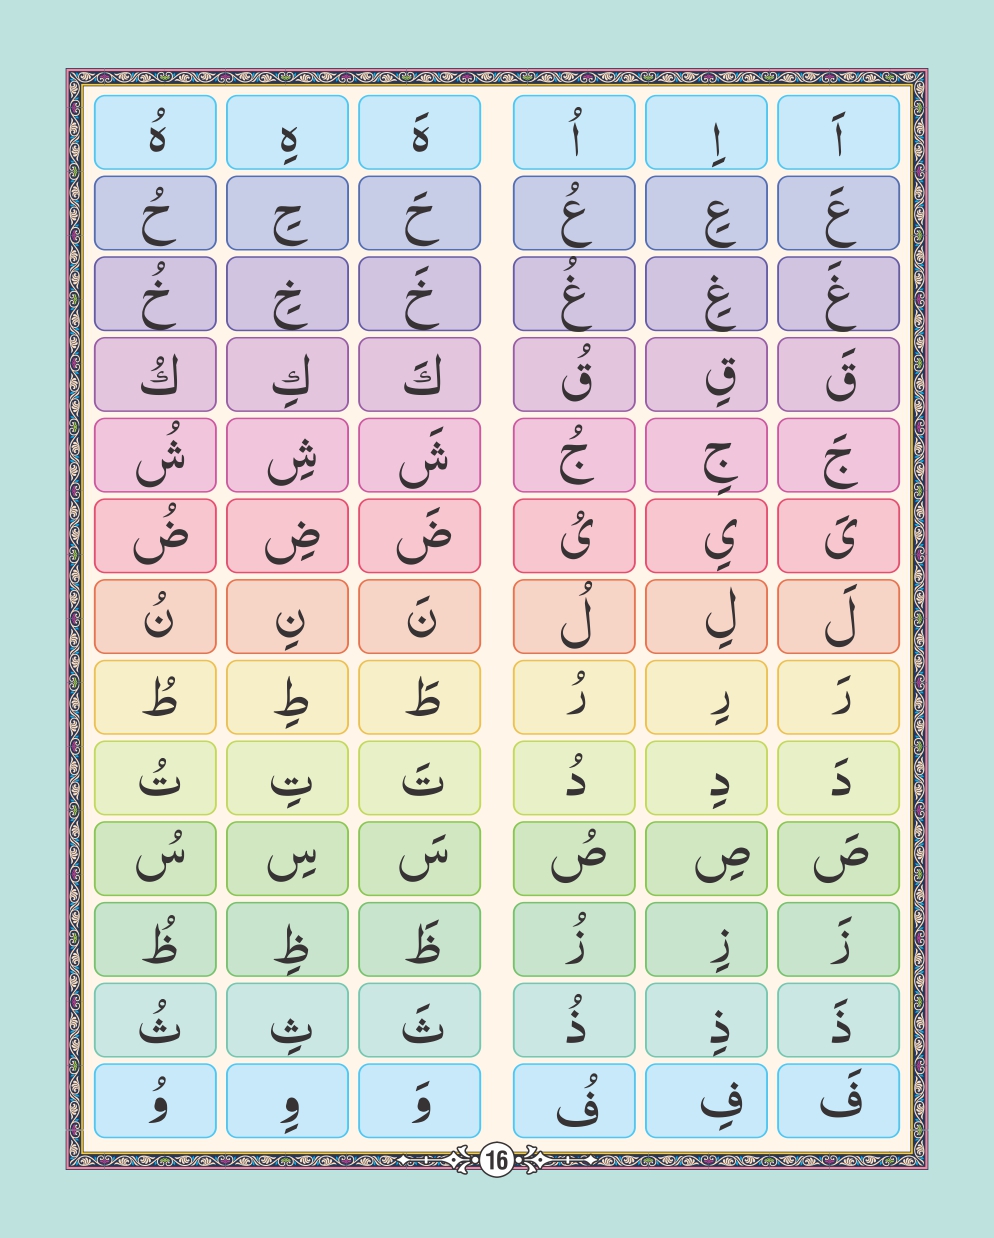 اَ اِ اُ هَ هِ هُ
عَ عِ عُ حَ حِ حُ
غَ غِ غُ خَ خِ خُ
قَ قِ قُ كَ كِ كُ
جَ جِ جُ شَ شِ شُ
ىَ ىِ ىُ ضَ ضِ ضُ
لَ لِ لُ نَ نِ نُ
رَ رِ رُ طَ طِ طُ
دَ دِ دُ تَ تِ تُ
صَ صِ صُ سَ سِ سُ
زَ زِ زُ ظَ ظِ ظُ
ذَ ذِ ذُ ثَ ثِ ثُ
فَ فِ فُ وَ وِ وُ
16